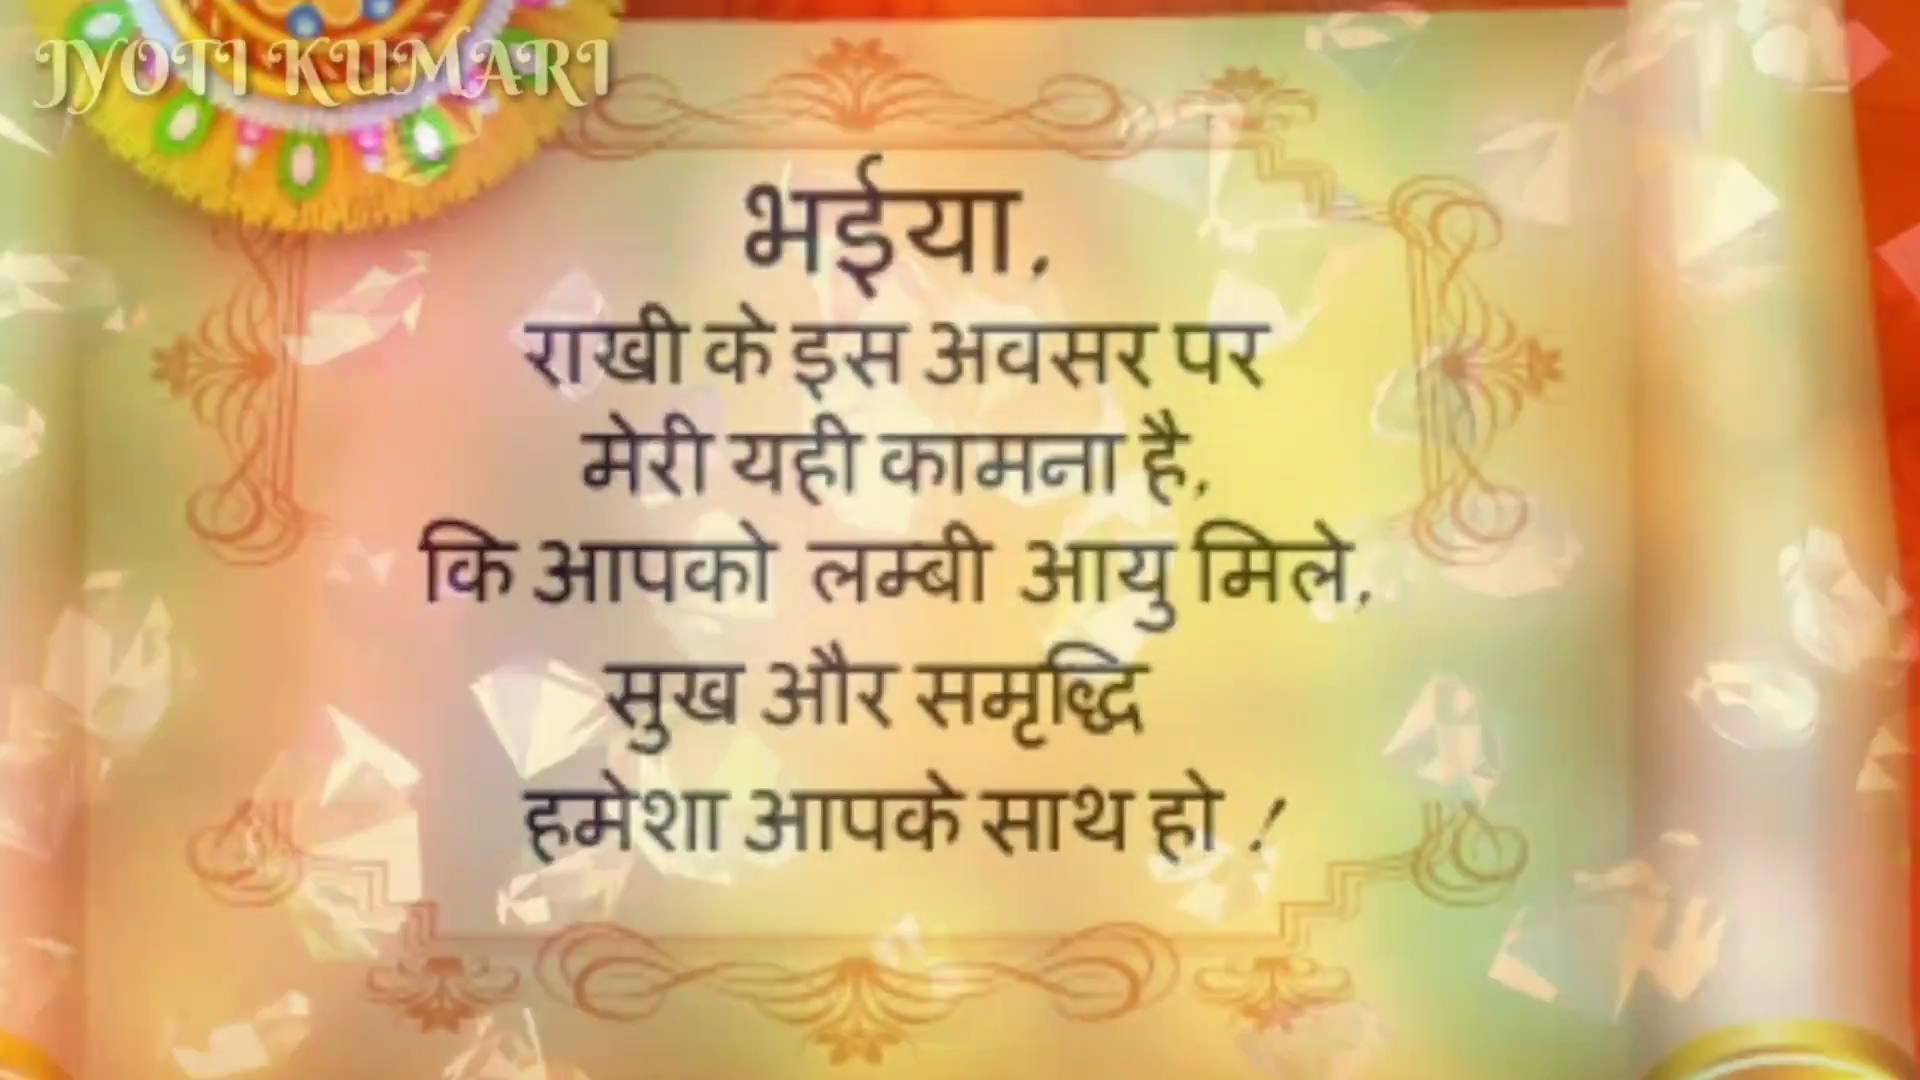 JYOTI KUMARI
भईया,
राखी के इस अवसर पर
मेरी यही कामना है,
कि आपको लम्बी आयु मिले,
सुख और समृद्धि
हमेशा आपके साथ हो !